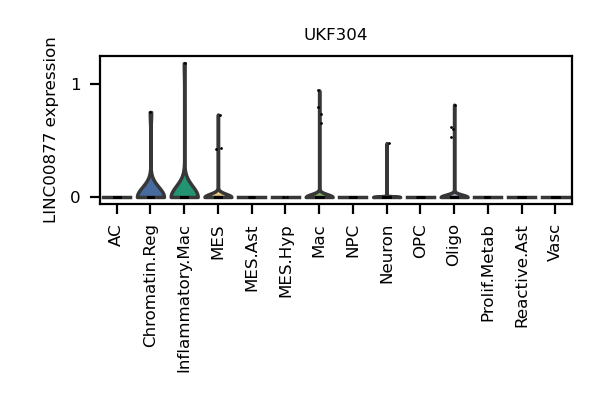 UKF304
LINC00877 expression
1
0
AC
Chromatin.Reg
Inflammatory.Mac
MES
MES.Ast
MES.Hyp
Mac
NPC
Neuron
OPC
Oligo
Prolif.Metab
Reactive.Ast
Vasc